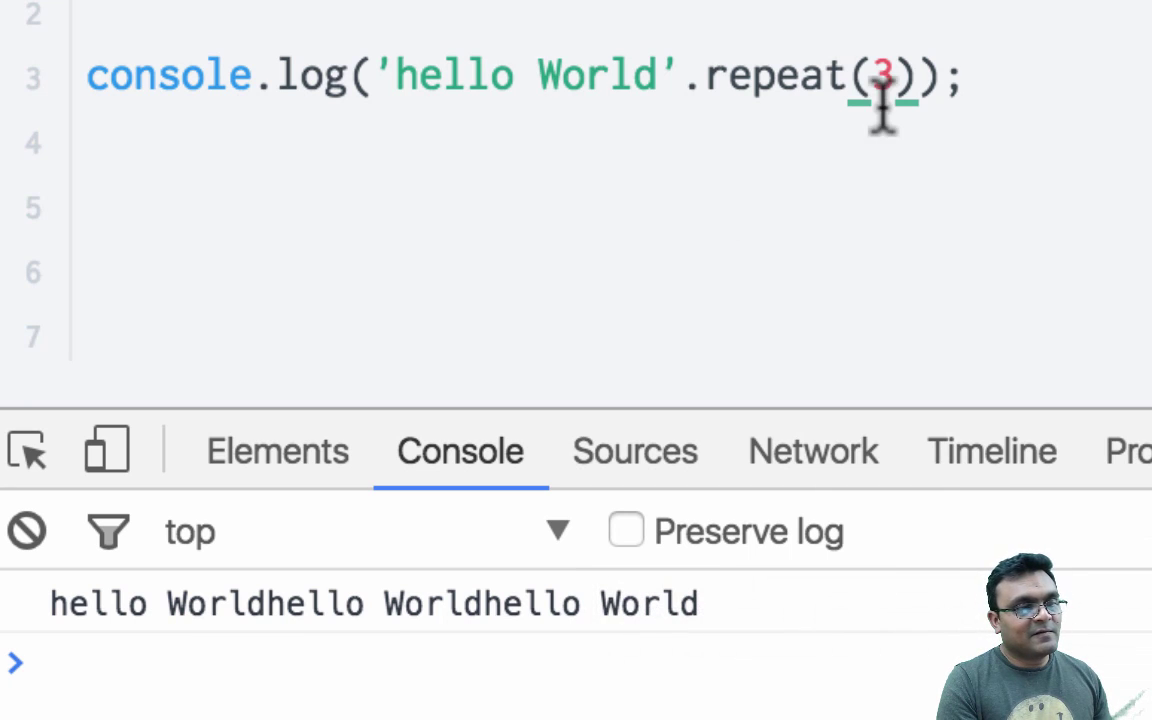 2
3 console.log('hello World'.repeat(3));
4
5
6
7
Elements Console Sources Network Timeline
top Preserve log
hello Worldhello Worldhello World